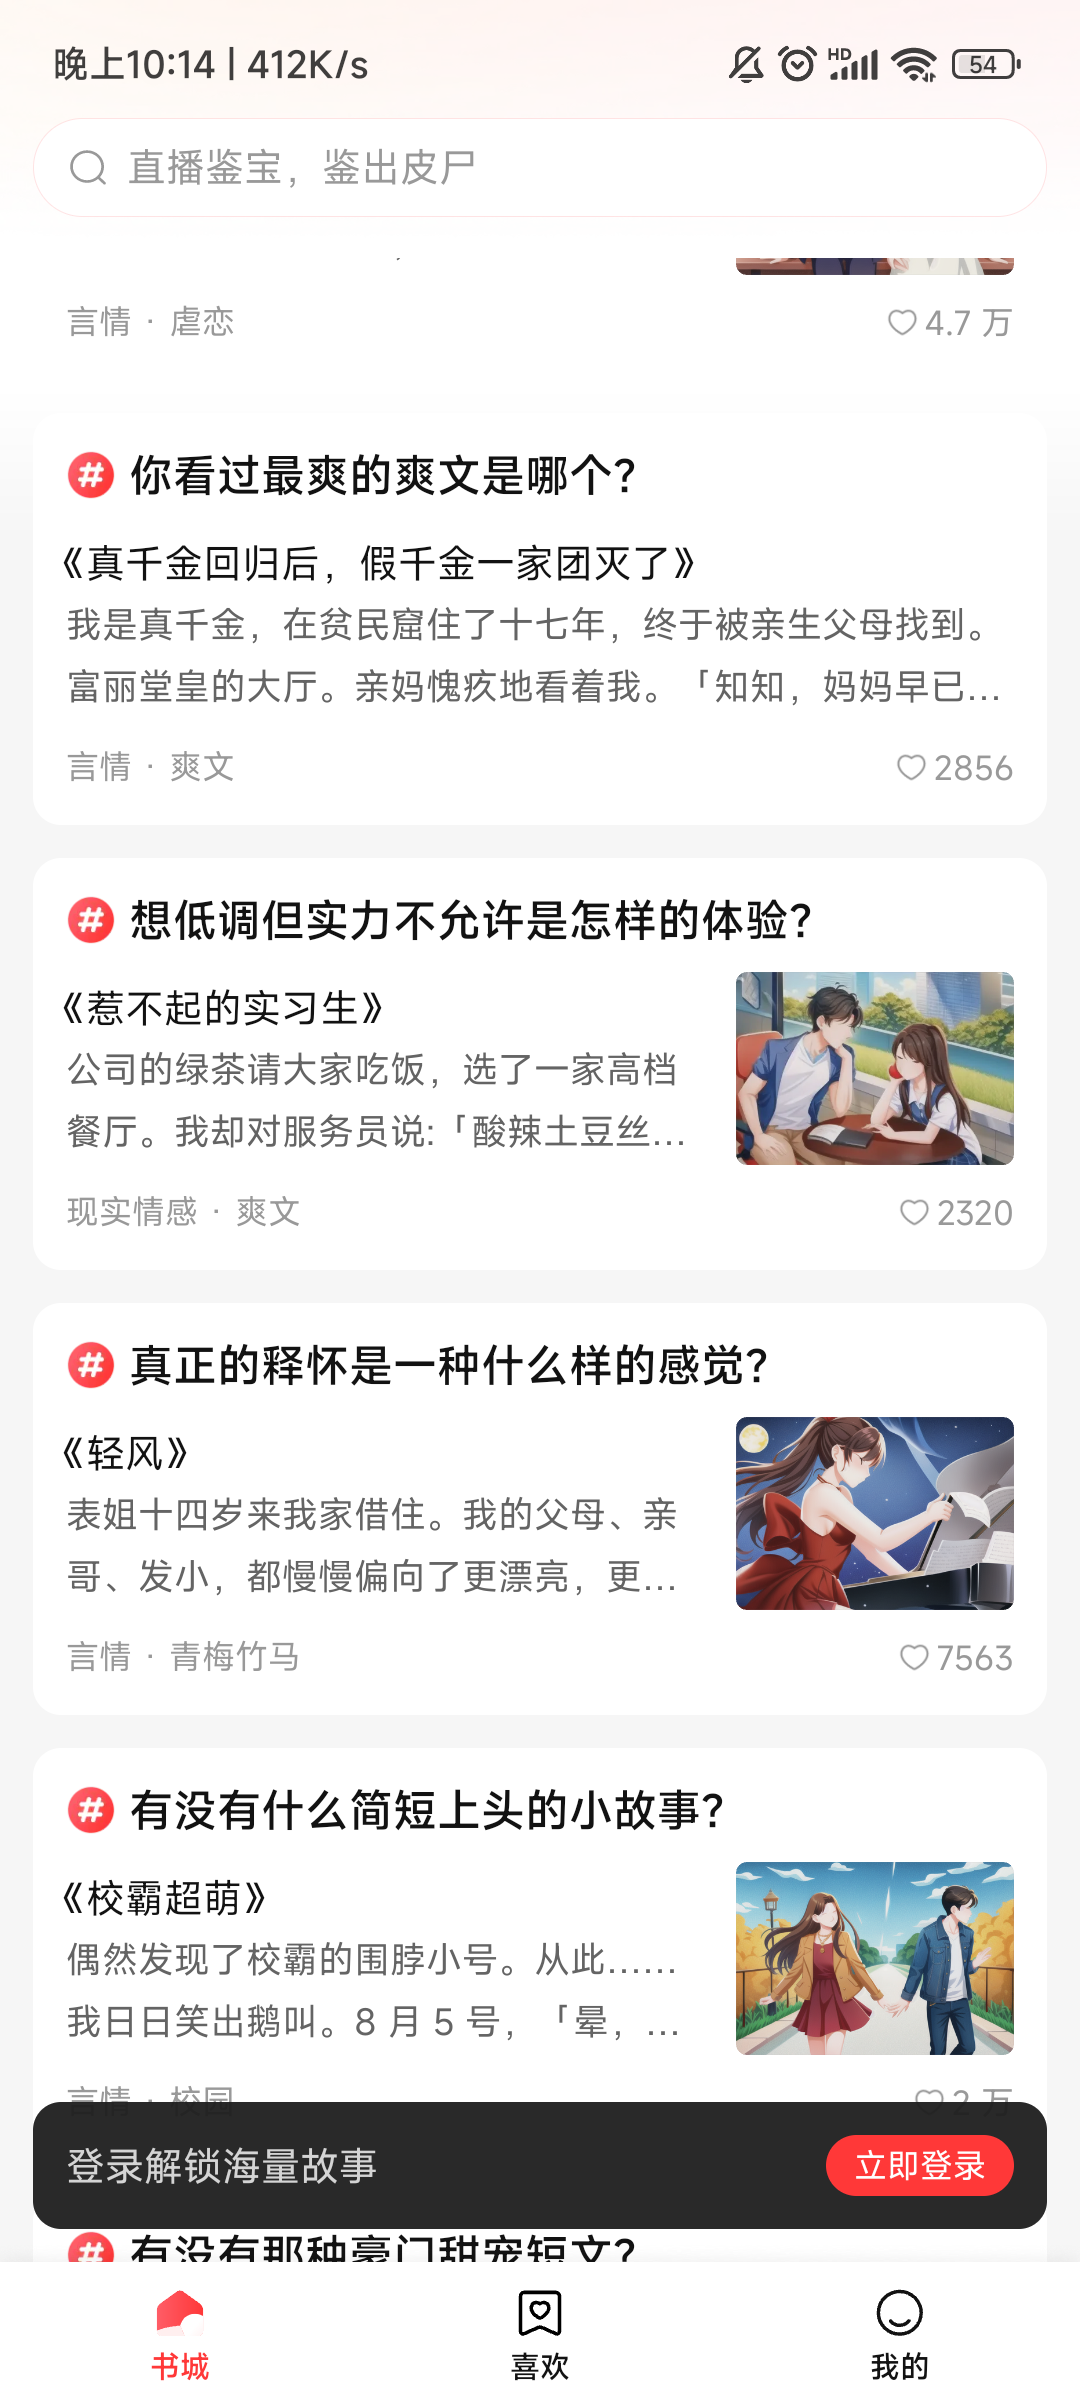 晚上10:14 | 412K/s
HD
54
直播鉴宝，鉴出皮尸
言情 · 虐恋
4.7 万
# 你看过最爽的爽文是哪个？
《真千金回归后，假千金一家团灭了》
我是真千金，在贫民窟住了十七年，终于被亲生父母找到。
富丽堂皇的大厅。亲妈愧疚地看着我。「知知，妈妈早已...
言情 · 爽文
2856
# 想低调但实力不允许是怎样的体验？
《惹不起的实习生》
公司的绿茶请大家吃饭，选了一家高档
餐厅。我却对服务员说：「酸辣土豆丝...
现实情感 · 爽文
2320
# 真正的释怀是一种什么样的感觉？
《轻风》
表姐十四岁来我家借住。我的父母、亲
哥、发小，都慢慢偏向了更漂亮，更...
言情 · 青梅竹马
7563
# 有没有什么简短上头的小故事？
《校霸超萌》
偶然发现了校霸的围脖小号。从此......
我日日笑出鹅叫。8 月 5 号，「晕，...
言情 · 校园
2 万
登录解锁海量故事
立即登录
# 有没有那种豪门甜宠短文？
书城
喜欢
我的